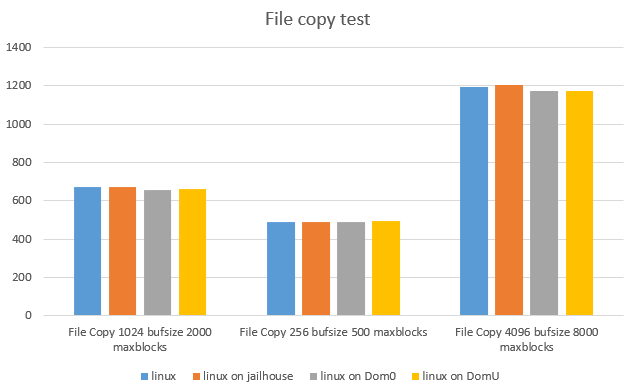 File copy test
1400
1200
1000
800
600
400
200
0
File Copy 1024 bufsize 2000
maxblocks
File Copy 256 bufsize 500 maxblocks
File Copy 4096 bufsize 8000
maxblocks
linux
linux on jailhouse
linux on Dom0
linux on DomU